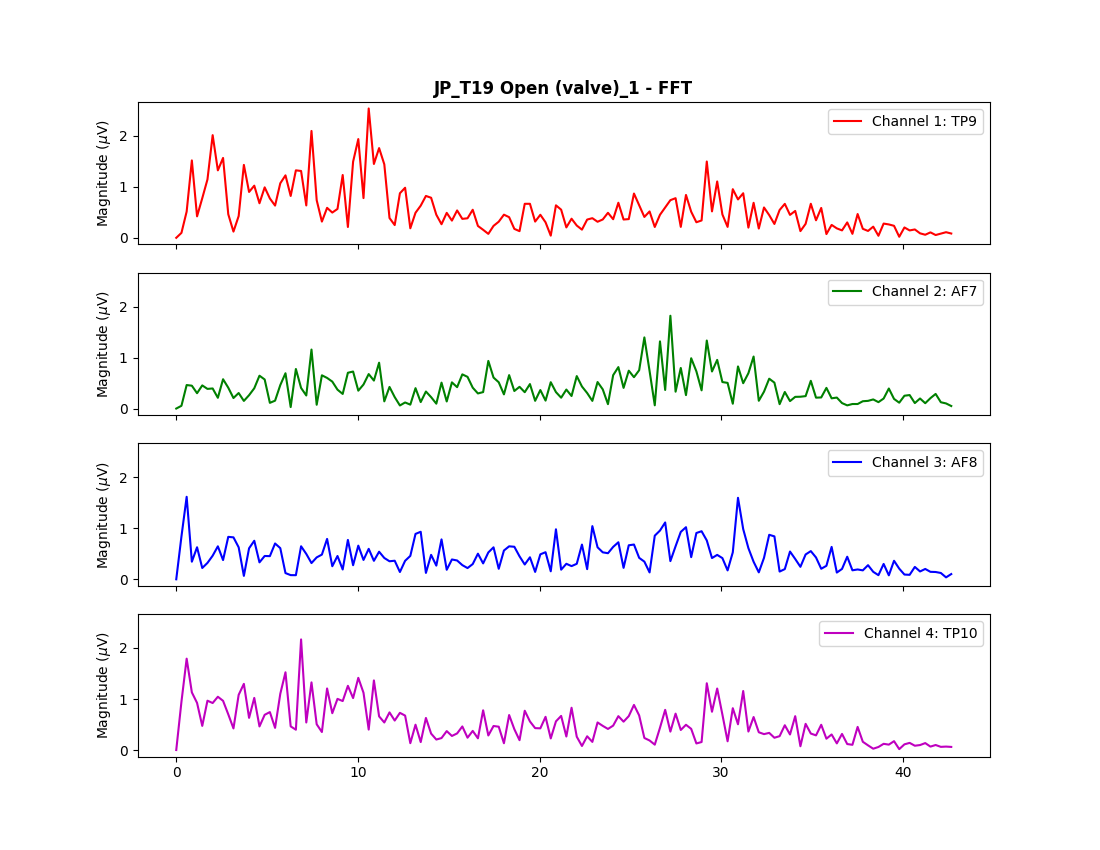 JP_T19 Open (valve)_1 - FFT
Magnitude (μV)
2
1
0
Channel 1: TP9
Magnitude (μV)
2
1
0
Channel 2: AF7
Magnitude (μV)
2
1
0
Channel 3: AF8
Magnitude (μV)
2
1
0
Channel 4: TP10
0 10 20 30 40